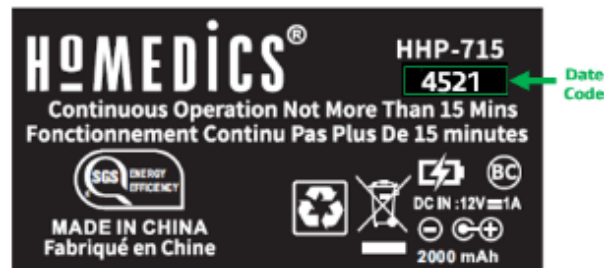 HoMEDiCS®
HHP-715
4521
Date
Code
Continuous Operation Not More Than 15 Mins
Fonctionnement Continu Pas Plus De 15 minutes
SGS ENERGY
EFFICIENCY
BC
DC IN :12V⎓1A
MADE IN CHINA
Fabriqué en Chine
2000 mAh